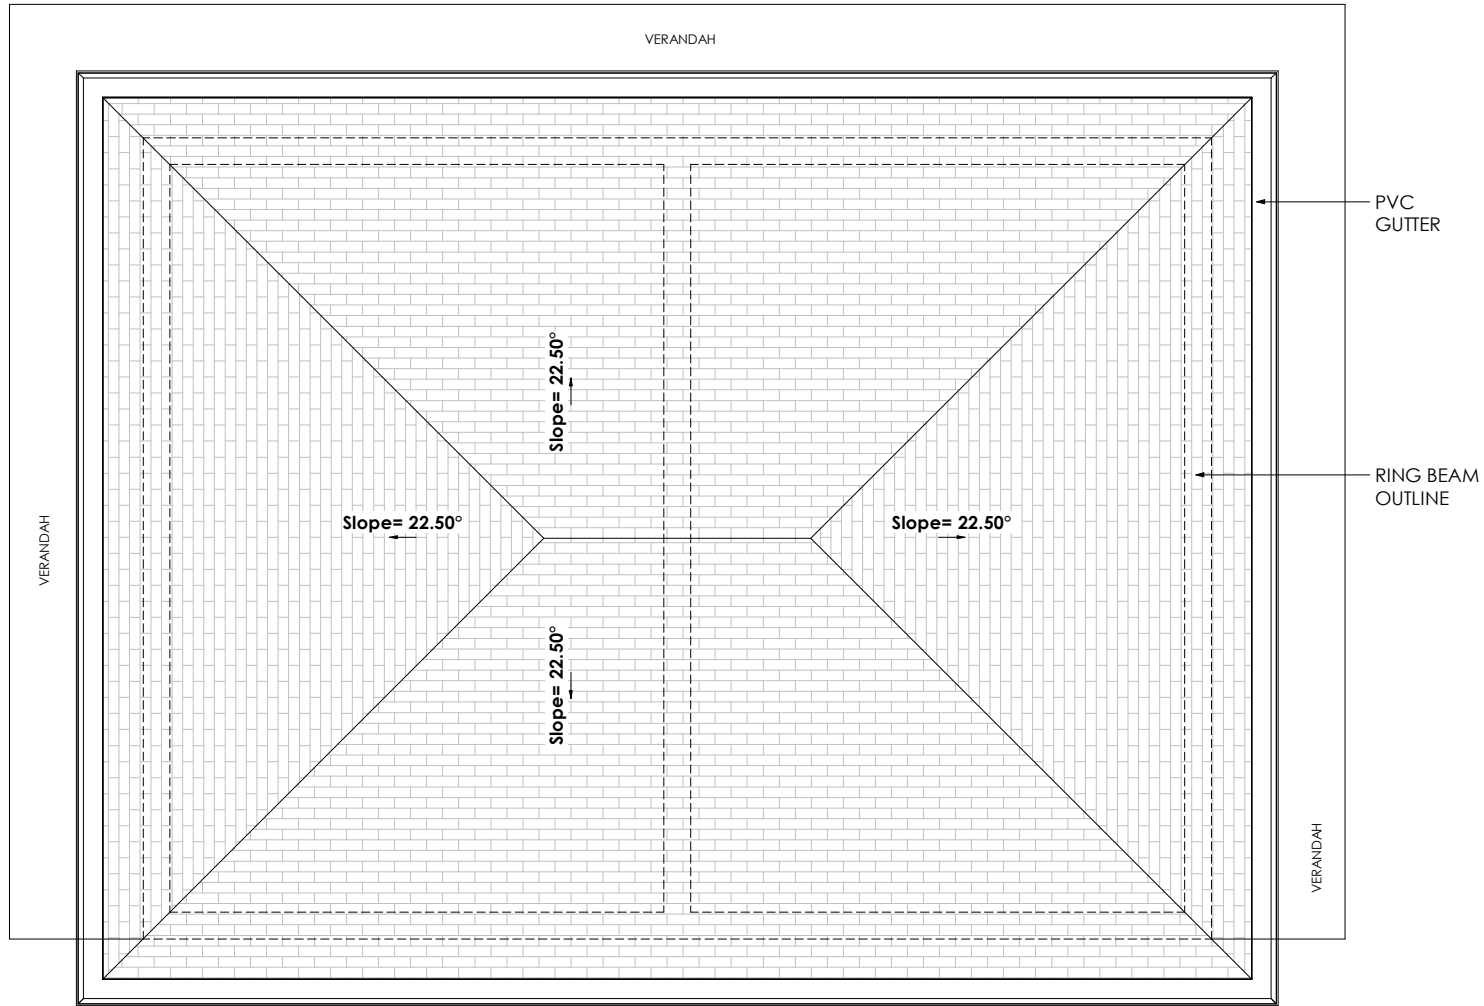 VERANDAH
PVC
GUTTER
Slope= 22.50°
RING BEAM
OUTLINE
Slope= 22.50°
Slope= 22.50°
VERANDAH
Slope= 22.50°
VERANDAH